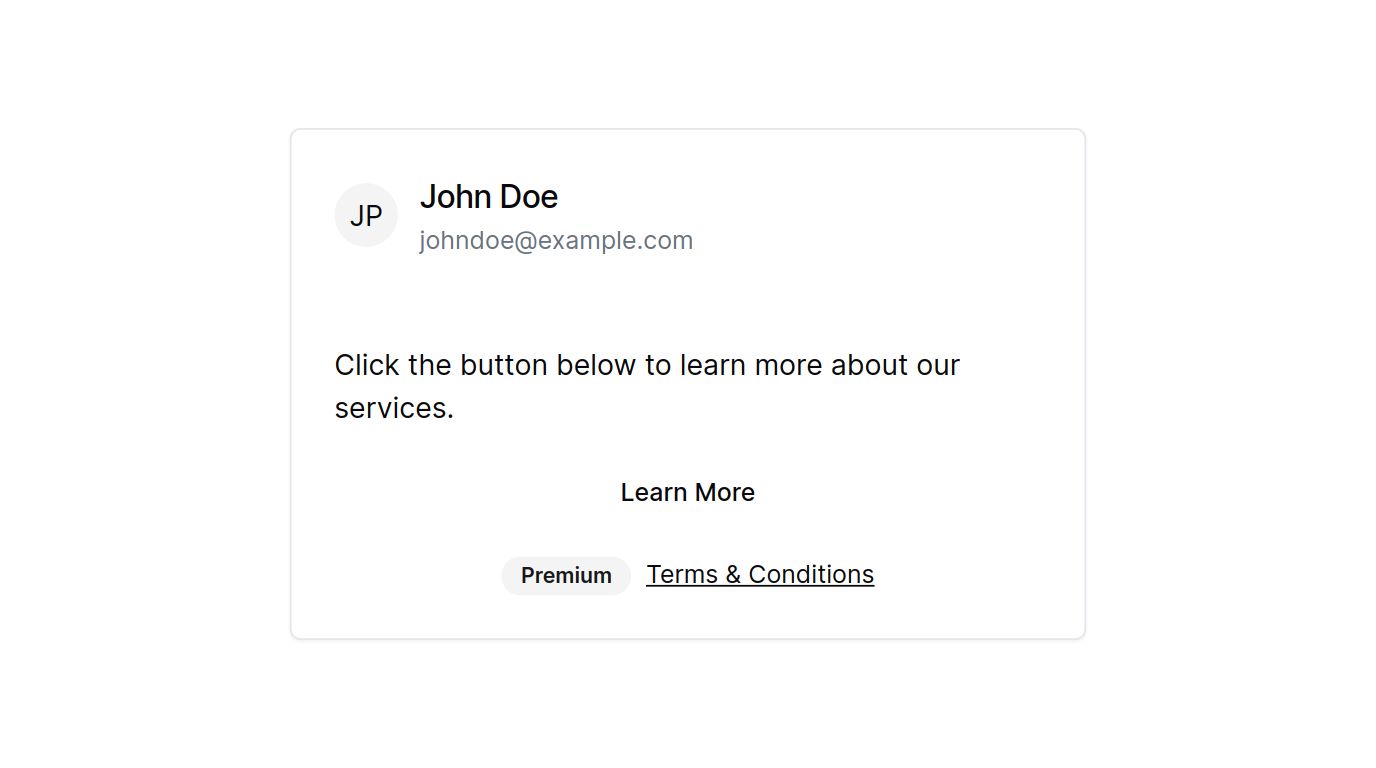 JP
John Doe
johndoe@example.com
Click the button below to learn more about our
services.
Learn More
Premium Terms & Conditions